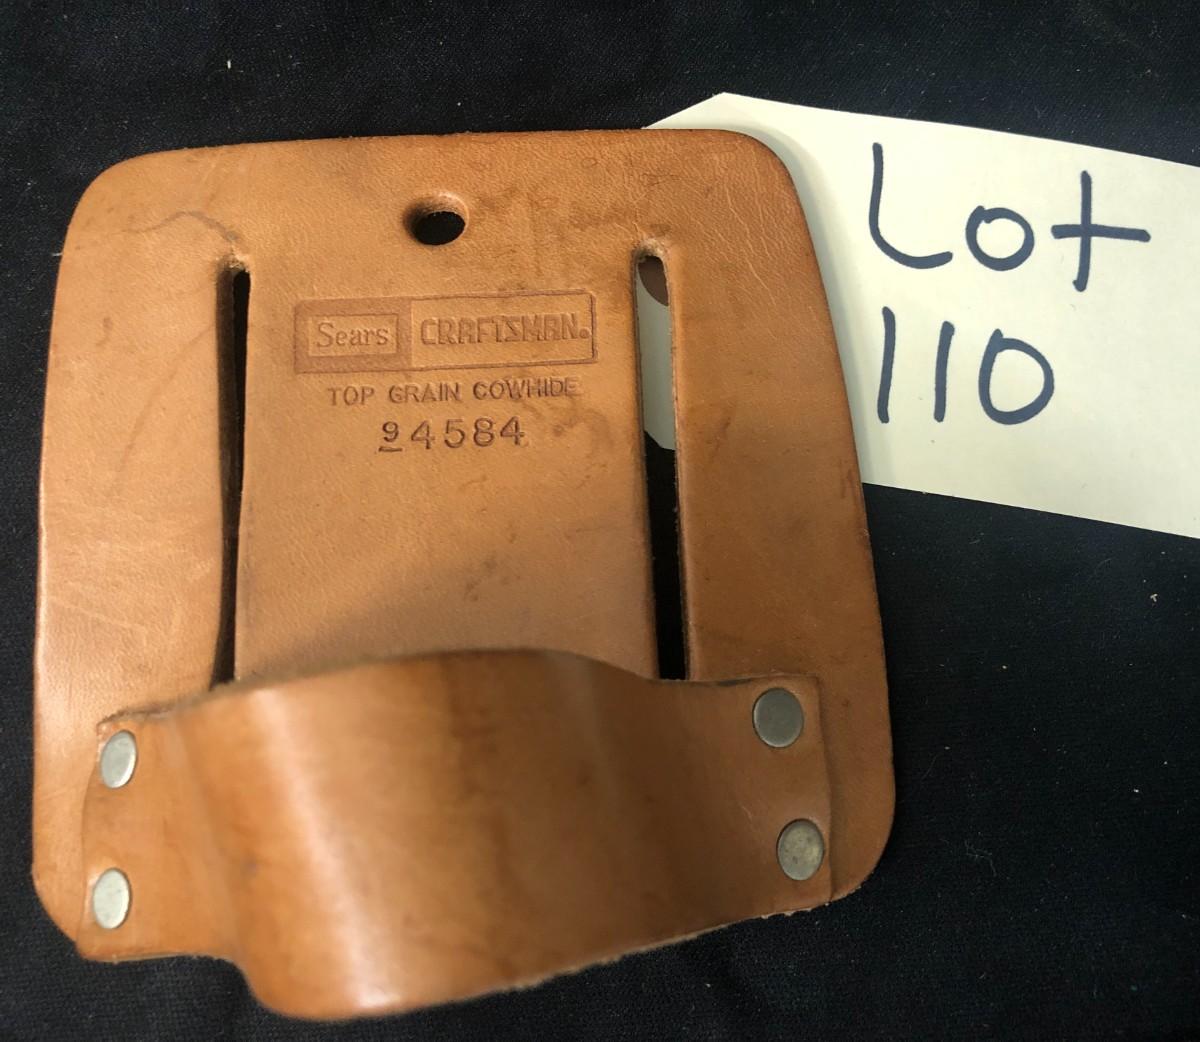 Sears CRAFTSMAN.
TOP GRAIN COWHIDE
94584
Lot
110